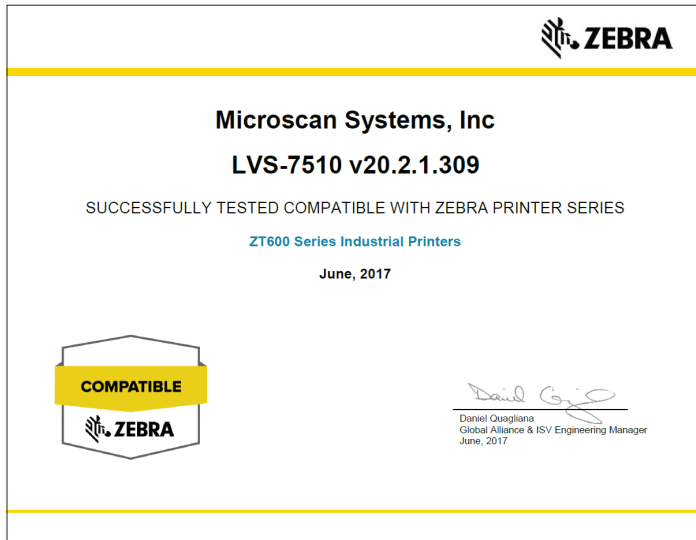 ZEBRA
Microscan Systems, Inc
LVS-7510 v20.2.1.309
SUCCESSFULLY TESTED COMPATIBLE WITH ZEBRA PRINTER SERIES
ZT600 Series Industrial Printers
June, 2017
COMPATIBLE
ZEBRA
Daniel Quagliana
Global Alliance & ISV Engineering Manager
June, 2017